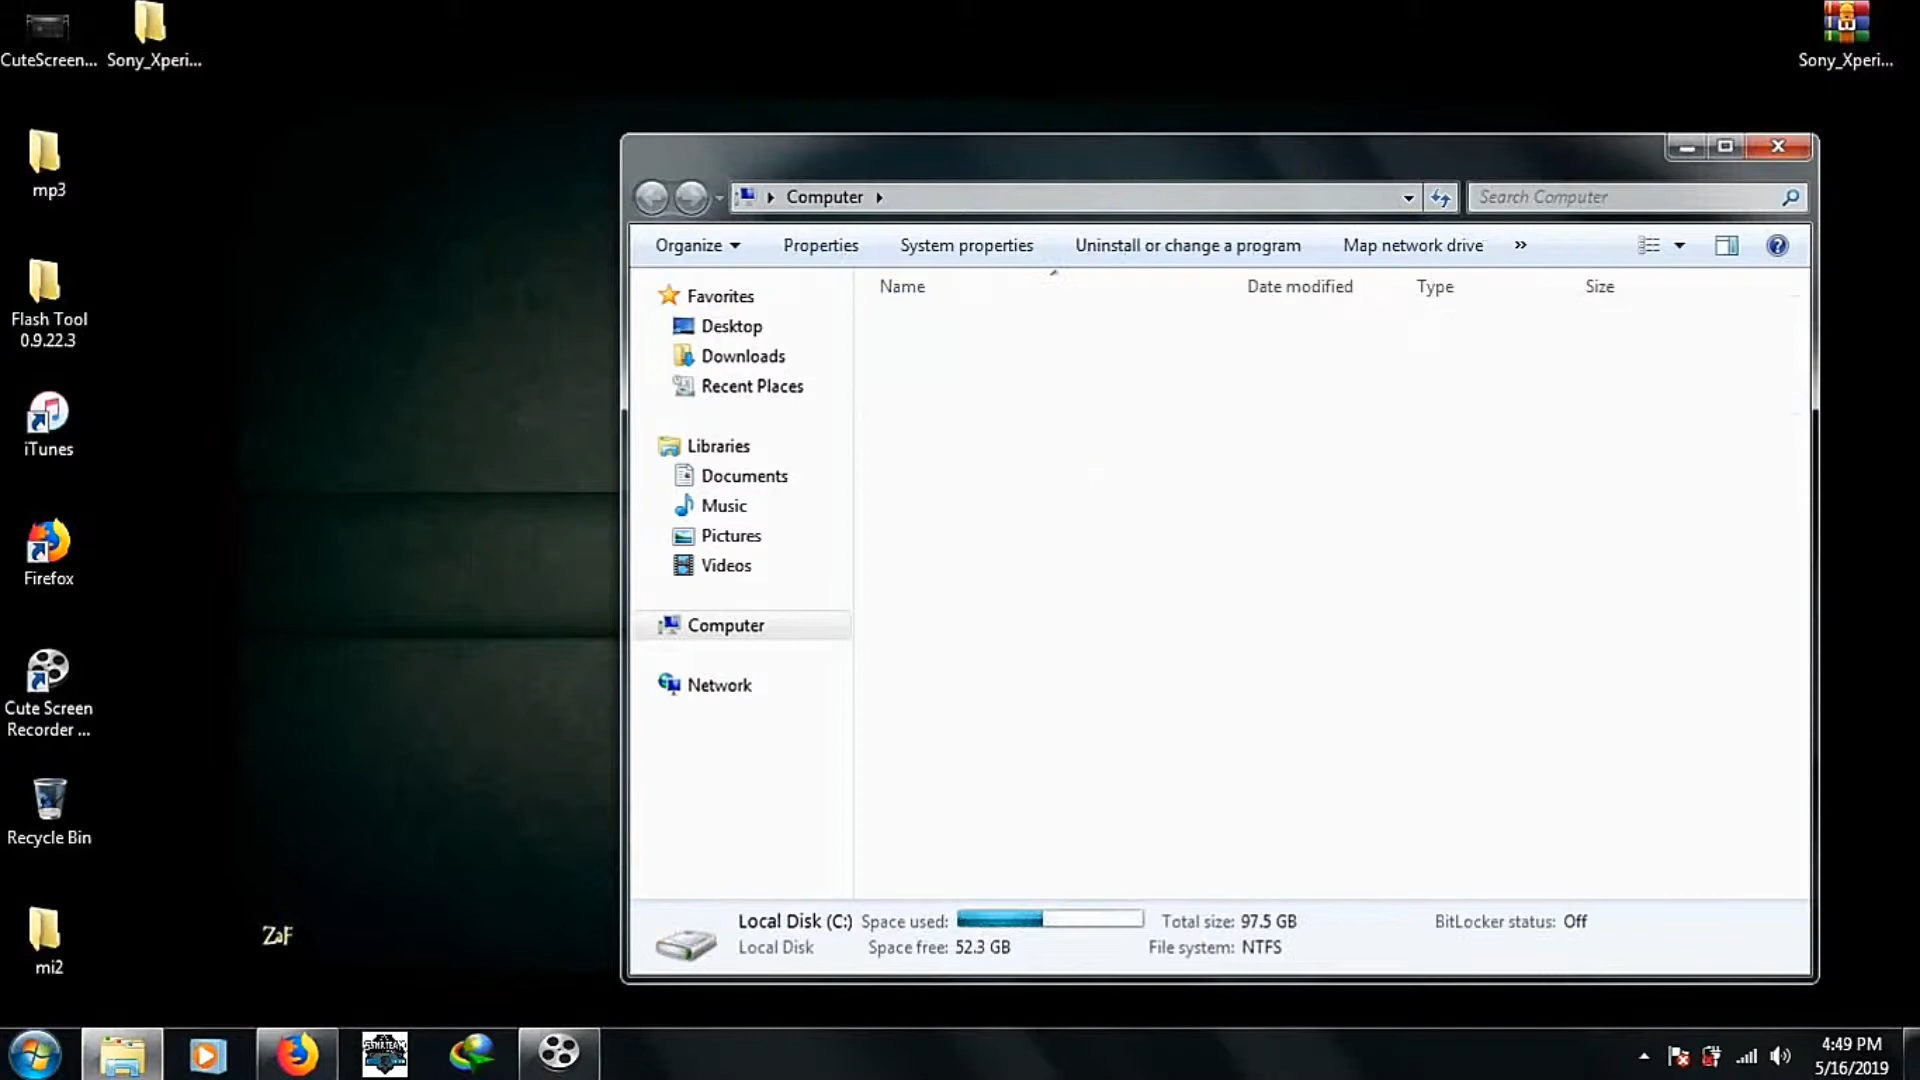 CuteScreen...
Sony_Xperi...
Sony_Xperi...
mp3
Flash Tool
0.9.22.3
iTunes
Firefox
Cute Screen
Recorder ...
Recycle Bin
mi2
ZaF
Computer
Search Computer
Organize
Properties
System properties
Uninstall or change a program
Map network drive
»
Favorites
Desktop
Downloads
Recent Places
Libraries
Documents
Music
Pictures
Videos
Computer
Network
Name
Date modified
Type
Size
Local Disk (C:) Space used: Total size: 97.5 GB BitLocker status: Off
Local Disk Space free: 52.3 GB File system: NTFS
4:49 PM
5/16/2019